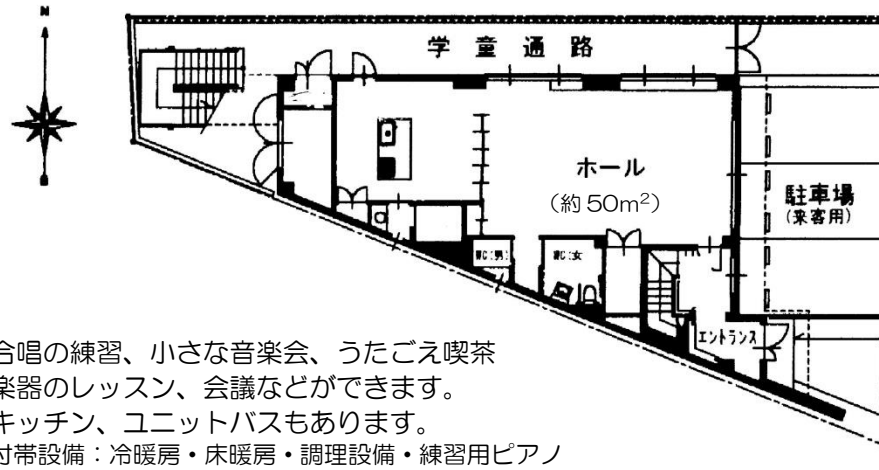 N
学童通路
ホール
(約50m²)
駐車場
(来客用)
WC(男)
WC(女)
エントランス
合唱の練習、小さな音楽会、うたごえ喫茶
楽器のレッスン、会議などができます。
キッチン、ユニットバスもあります。
付帯設備：冷暖房・床暖房・調理設備・練習用ピアノ